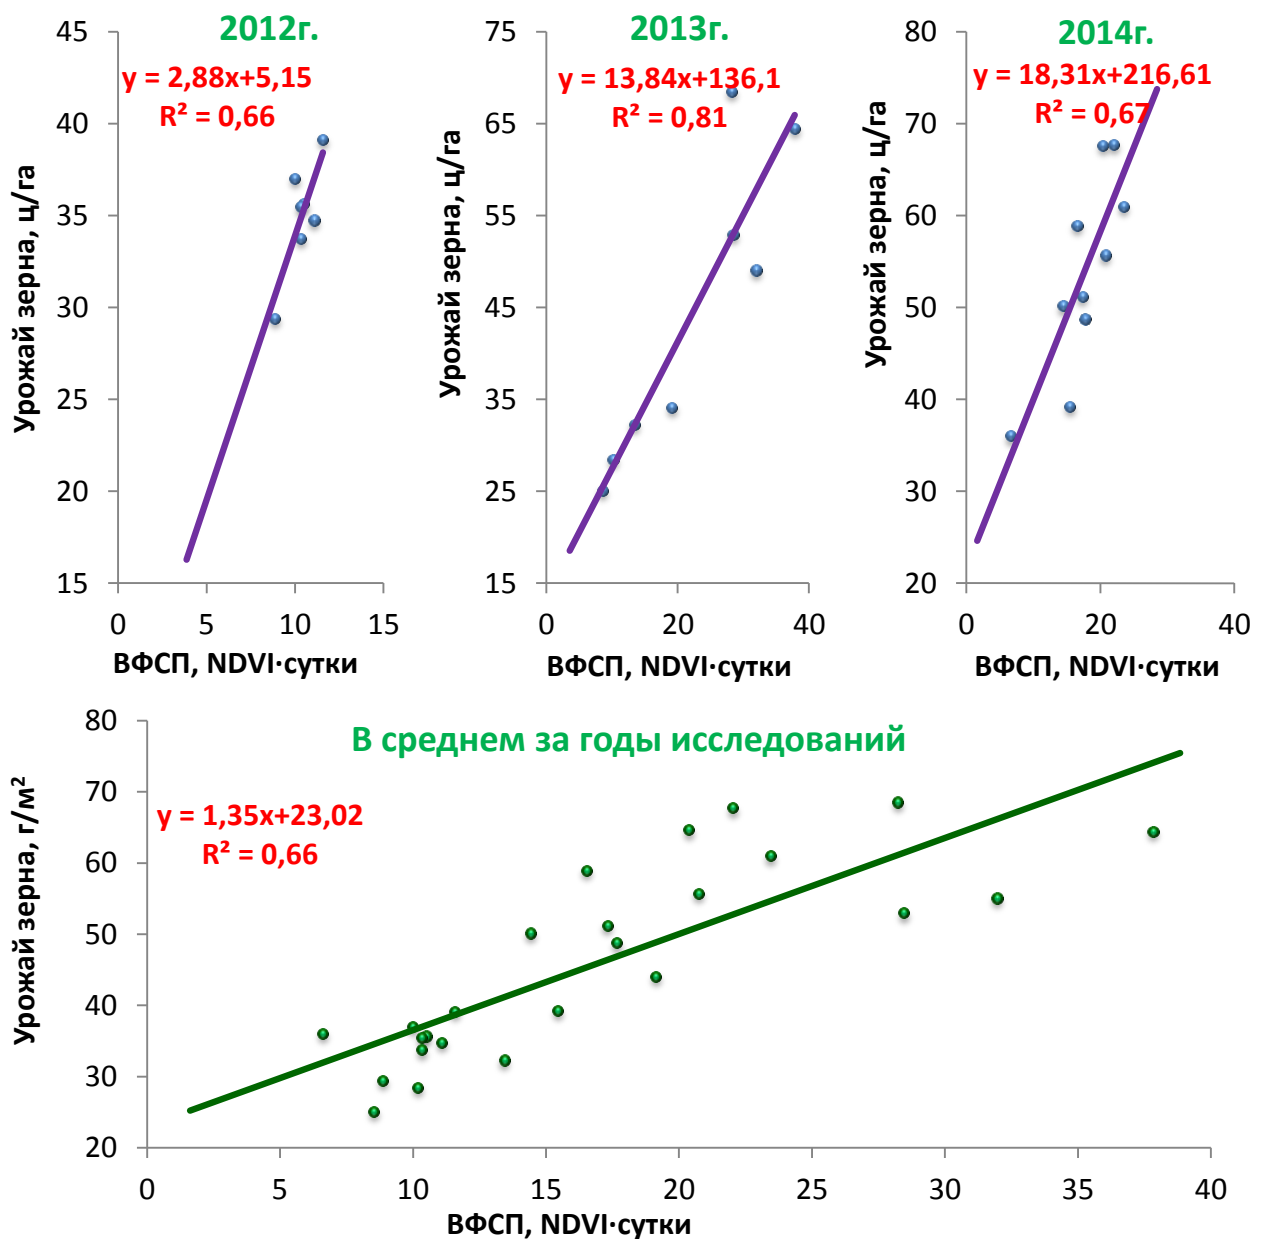 2012г.
y = 2,88x+5,15
R² = 0,66
Урожай зерна, ц/га
45
40
35
30
25
20
15
0 5 10 15
ВФСП, NDVI·сутки
2013г.
y = 13,84x+136,1
R² = 0,81
Урожай зерна, ц/га
75
65
55
45
35
25
15
0 20 40
ВФСП, NDVI·сутки
2014г.
y = 18,31x+216,61
R² = 0,67
Урожай зерна, ц/га
80
70
60
50
40
30
20
0 20 40
ВФСП, NDVI·сутки
В среднем за годы исследований
y = 1,35x+23,02
R² = 0,66
Урожай зерна, г/м²
80
70
60
50
40
30
20
0 5 10 15 20 25 30 35 40
ВФСП, NDVI·сутки